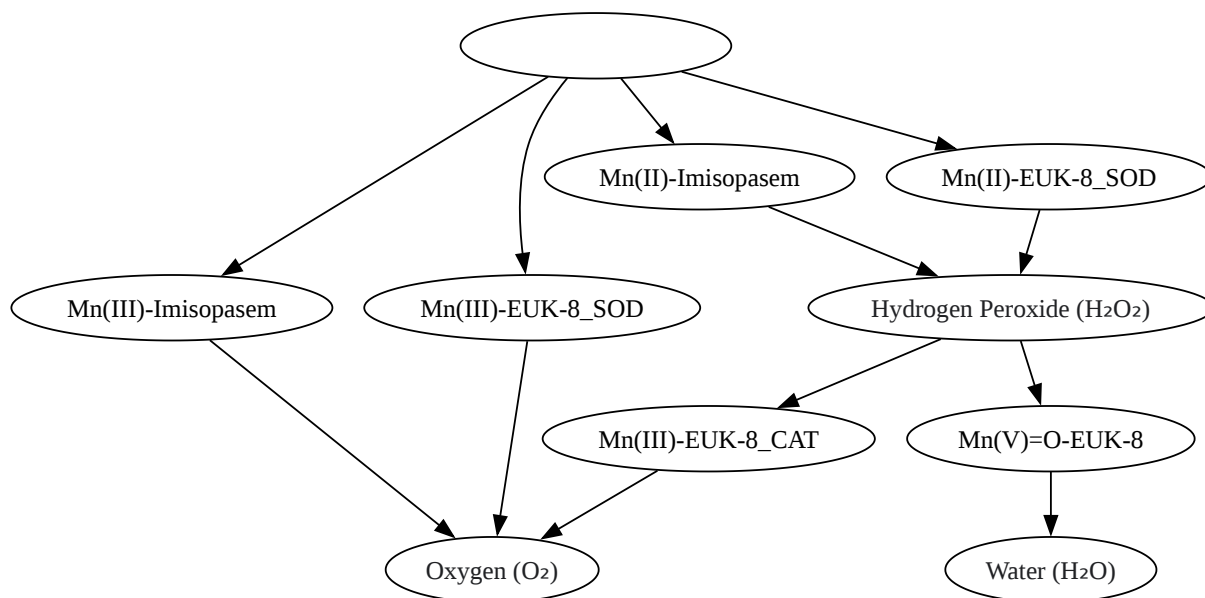 Mn(II)-Imisopasem
Mn(II)-EUK-8_SOD
Mn(III)-Imisopasem
Mn(III)-EUK-8_SOD
Hydrogen Peroxide (H₂O₂)
Mn(III)-EUK-8_CAT
Mn(V)=O-EUK-8
Oxygen (O₂)
Water (H₂O)